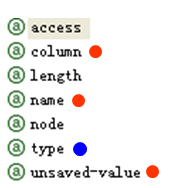 access
column
length
name
node
type
unsaved-value